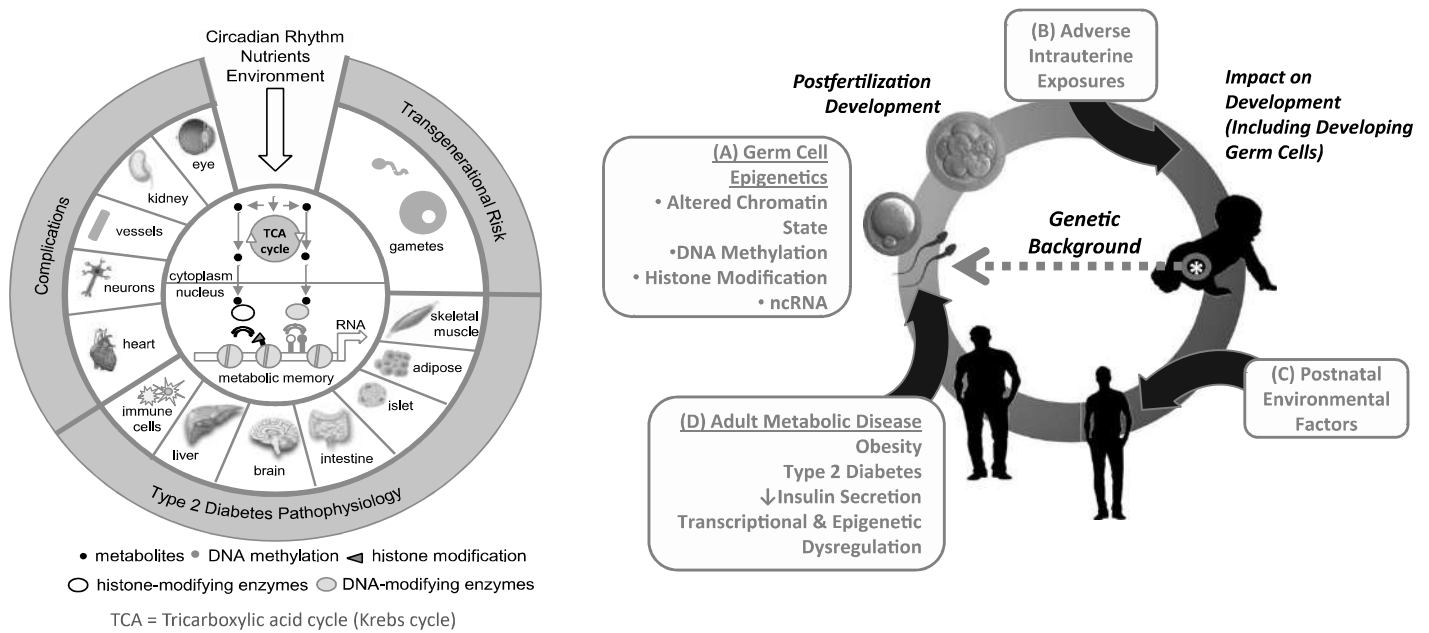 Circadian Rhythm
Nutrients
Environment
Complications
Transgenerational Risk
Type 2 Diabetes Pathophysiology
eye
kidney
vessels
neurons
heart
immune
cells
liver
brain
intestine
islet
adipose
skeletal
muscle
gametes
TCA
cycle
cytoplasm
nucleus
RNA
metabolic memory
• metabolites • DNA methylation histone modification
histone-modifying enzymes DNA-modifying enzymes
TCA = Tricarboxylic acid cycle (Krebs cycle)
Postfertilization
Development
(A) Germ Cell
Epigenetics
• Altered Chromatin
State
•DNA Methylation
• Histone Modification
• ncRNA
(B) Adverse
Intrauterine
Exposures
Impact on
Development
(Including Developing
Germ Cells)
Genetic
Background
*
(C) Postnatal
Environmental
Factors
(D) Adult Metabolic Disease
Obesity
Type 2 Diabetes
↓Insulin Secretion
Transcriptional & Epigenetic
Dysregulation